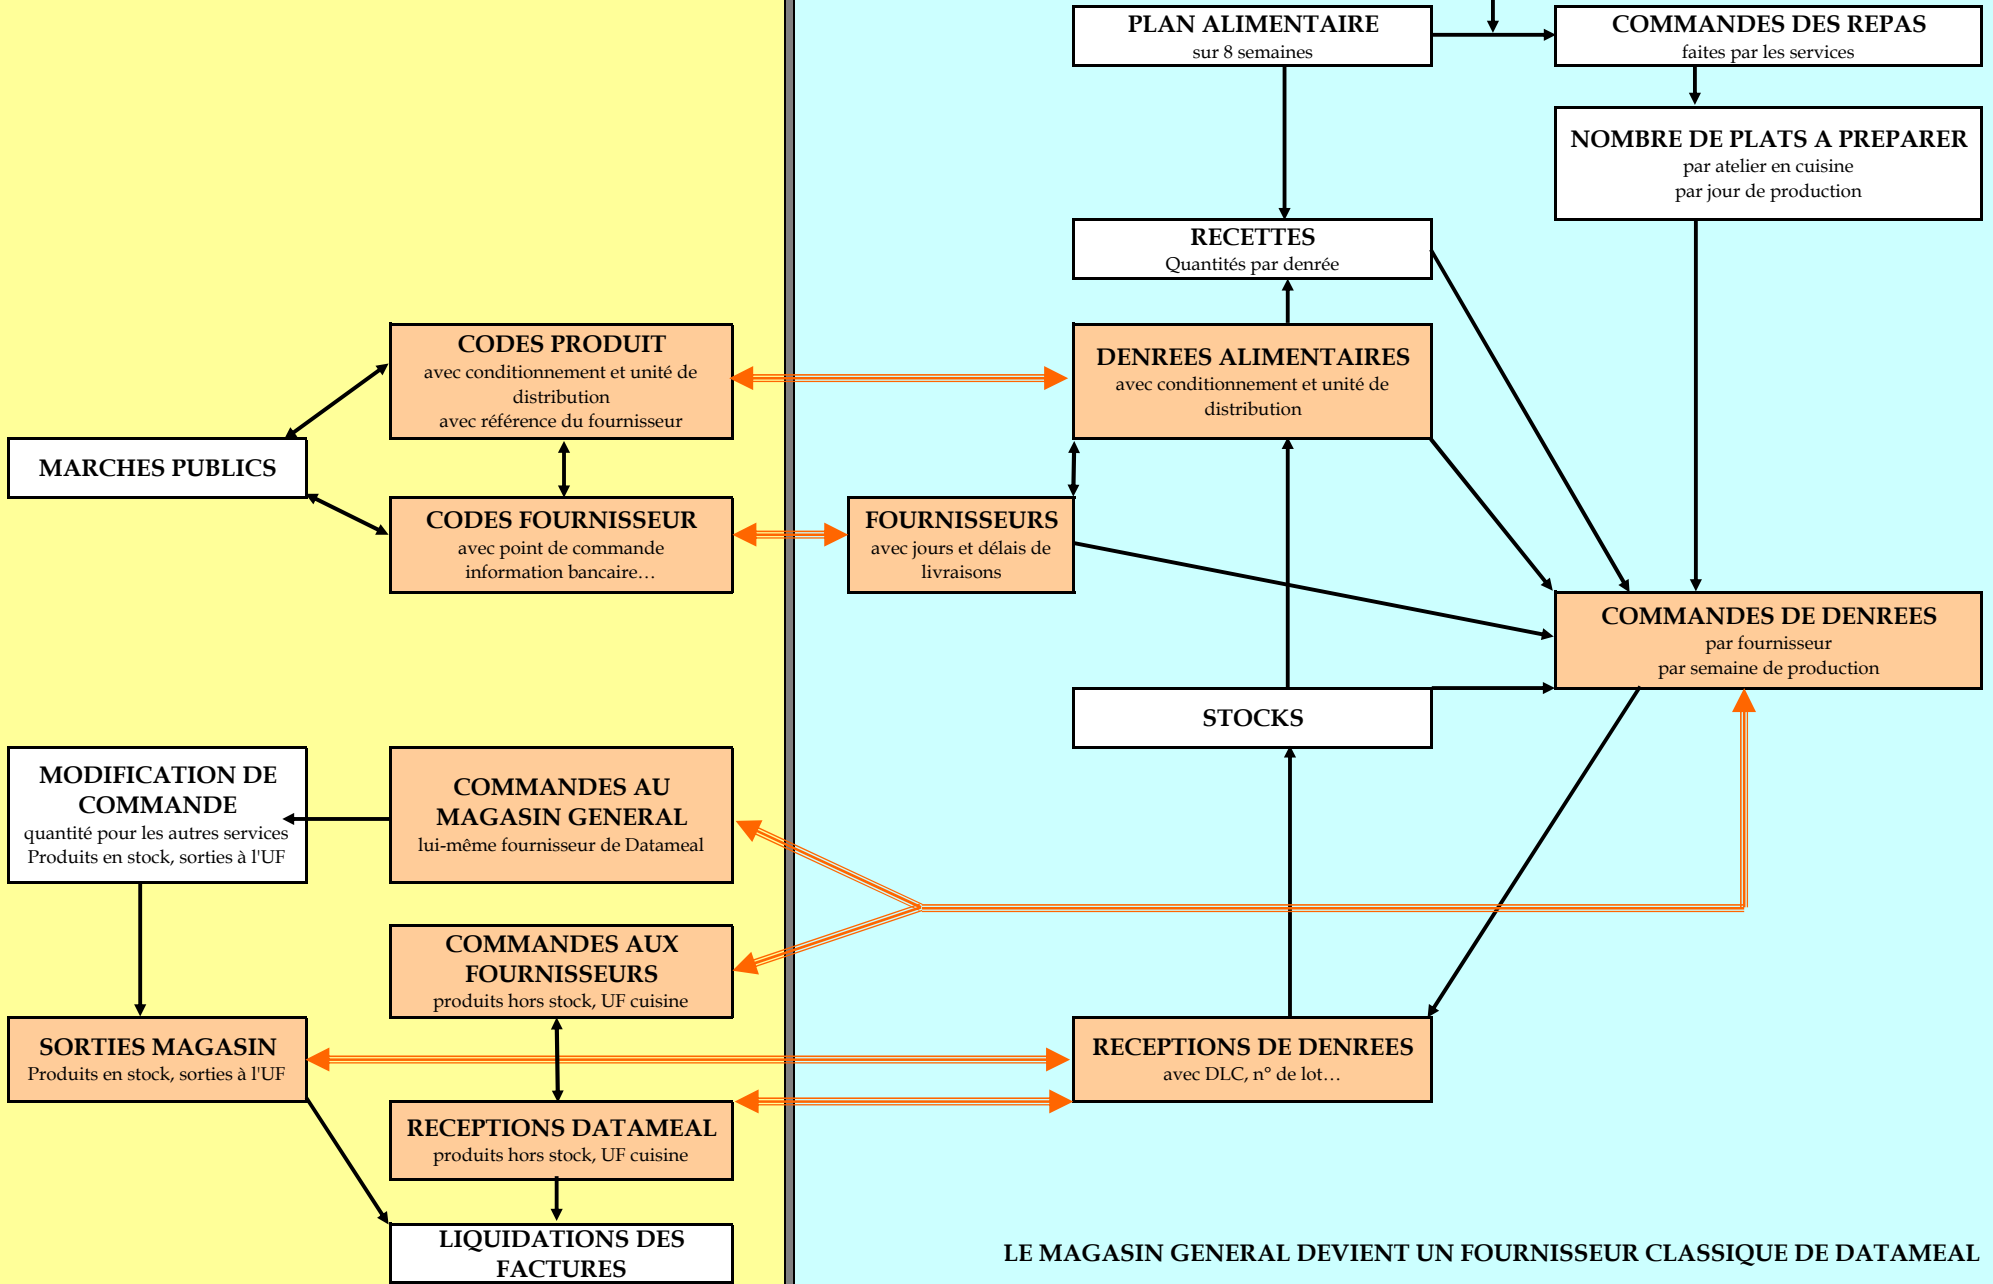 PLAN ALIMENTAIRE
sur 8 semaines
COMMANDES DES REPAS
faites par les services
NOMBRE DE PLATS A PREPARER
par atelier en cuisine
par jour de production
RECETTES
Quantités par denrée
CODES PRODUIT
avec conditionnement et unité de
distribution
avec référence du fournisseur
DENREES ALIMENTAIRES
avec conditionnement et unité de
distribution
MARCHES PUBLICS
CODES FOURNISSEUR
avec point de commande
information bancaire…
FOURNISSEURS
avec jours et délais de
livraisons
COMMANDES DE DENREES
par fournisseur
par semaine de production
STOCKS
MODIFICATION DE
COMMANDE
quantité pour les autres services
Produits en stock, sorties à l'UF
COMMANDES AU
MAGASIN GENERAL
lui-même fournisseur de Datameal
COMMANDES AUX
FOURNISSEURS
produits hors stock, UF cuisine
SORTIES MAGASIN
Produits en stock, sorties à l'UF
RECEPTIONS DE DENREES
avec DLC, n° de lot…
RECEPTIONS DATAMEAL
produits hors stock, UF cuisine
LIQUIDATIONS DES
FACTURES
LE MAGASIN GENERAL DEVIENT UN FOURNISSEUR CLASSIQUE DE DATAMEAL